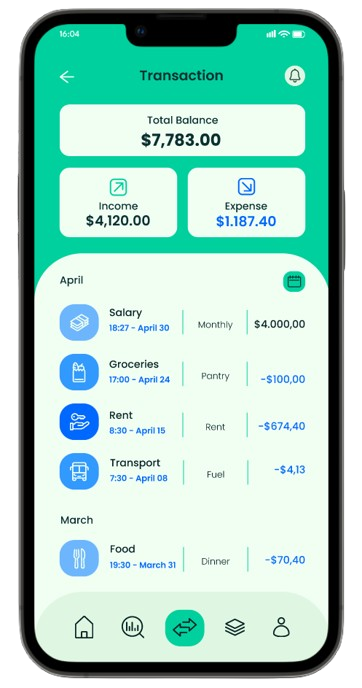 16:04
Transaction
Total Balance
$7,783.00
Income
$4,120.00
Expense
$1.187.40
April
Salary
18:27 - April 30
Monthly
$4.000,00
Groceries
17:00 - April 24
Pantry
-$100,00
Rent
8:30 - April 15
Rent
-$674,40
Transport
7:30 - April 08
Fuel
-$4,13
March
Food
19:30 - March 31
Dinner
-$70,40